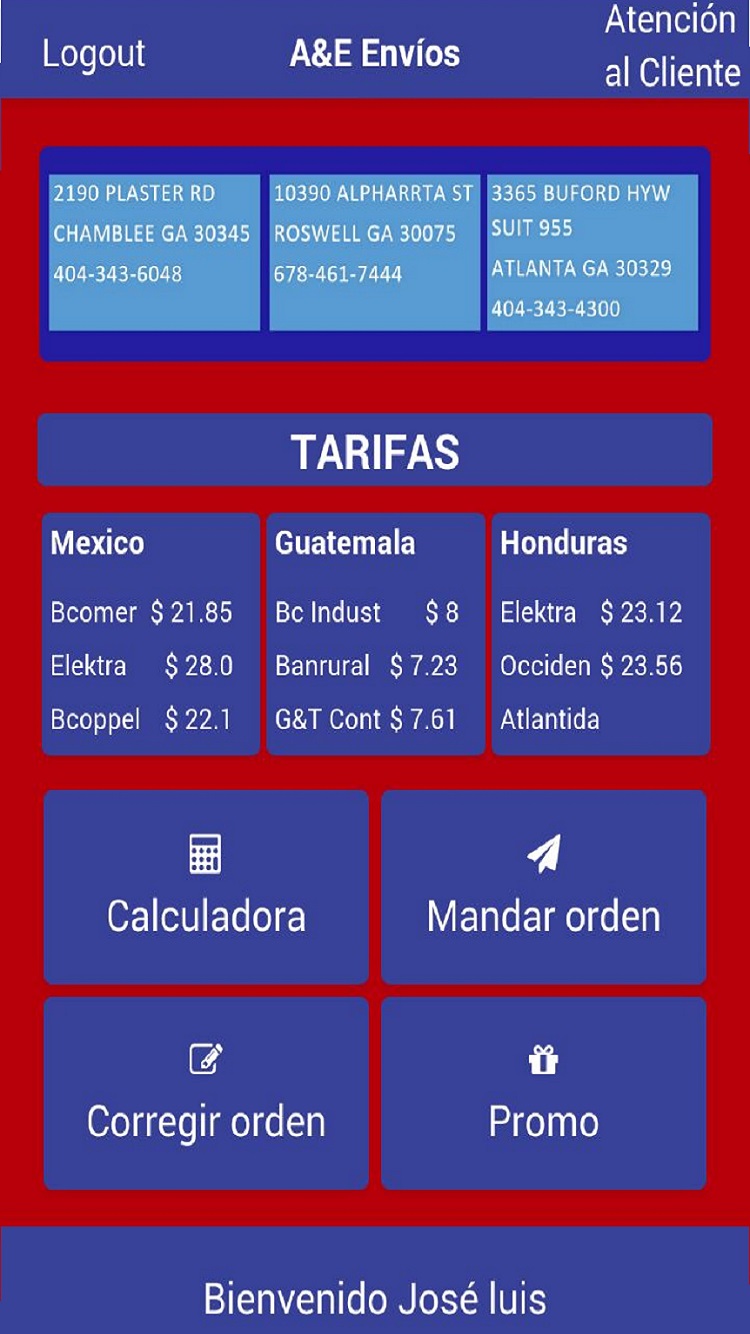 Logout
A&E Envíos
Atención
al Cliente
2190 PLASTER RD
CHAMBLEE GA 30345
404-343-6048
10390 ALPHARRTA ST
ROSWELL GA 30075
678-461-7444
3365 BUFORD HYW
SUIT 955
ATLANTA GA 30329
404-343-4300
TARIFAS
Mexico
Bcomer $ 21.85
Elektra $ 28.0
Bcoppel $ 22.1
Guatemala
Bc Indust $ 8
Banrural $ 7.23
G&T Cont $ 7.61
Honduras
Elektra $ 23.12
Occiden $ 23.56
Atlantida
Calculadora
Mandar orden
Corregir orden
Promo
Bienvenido José luis